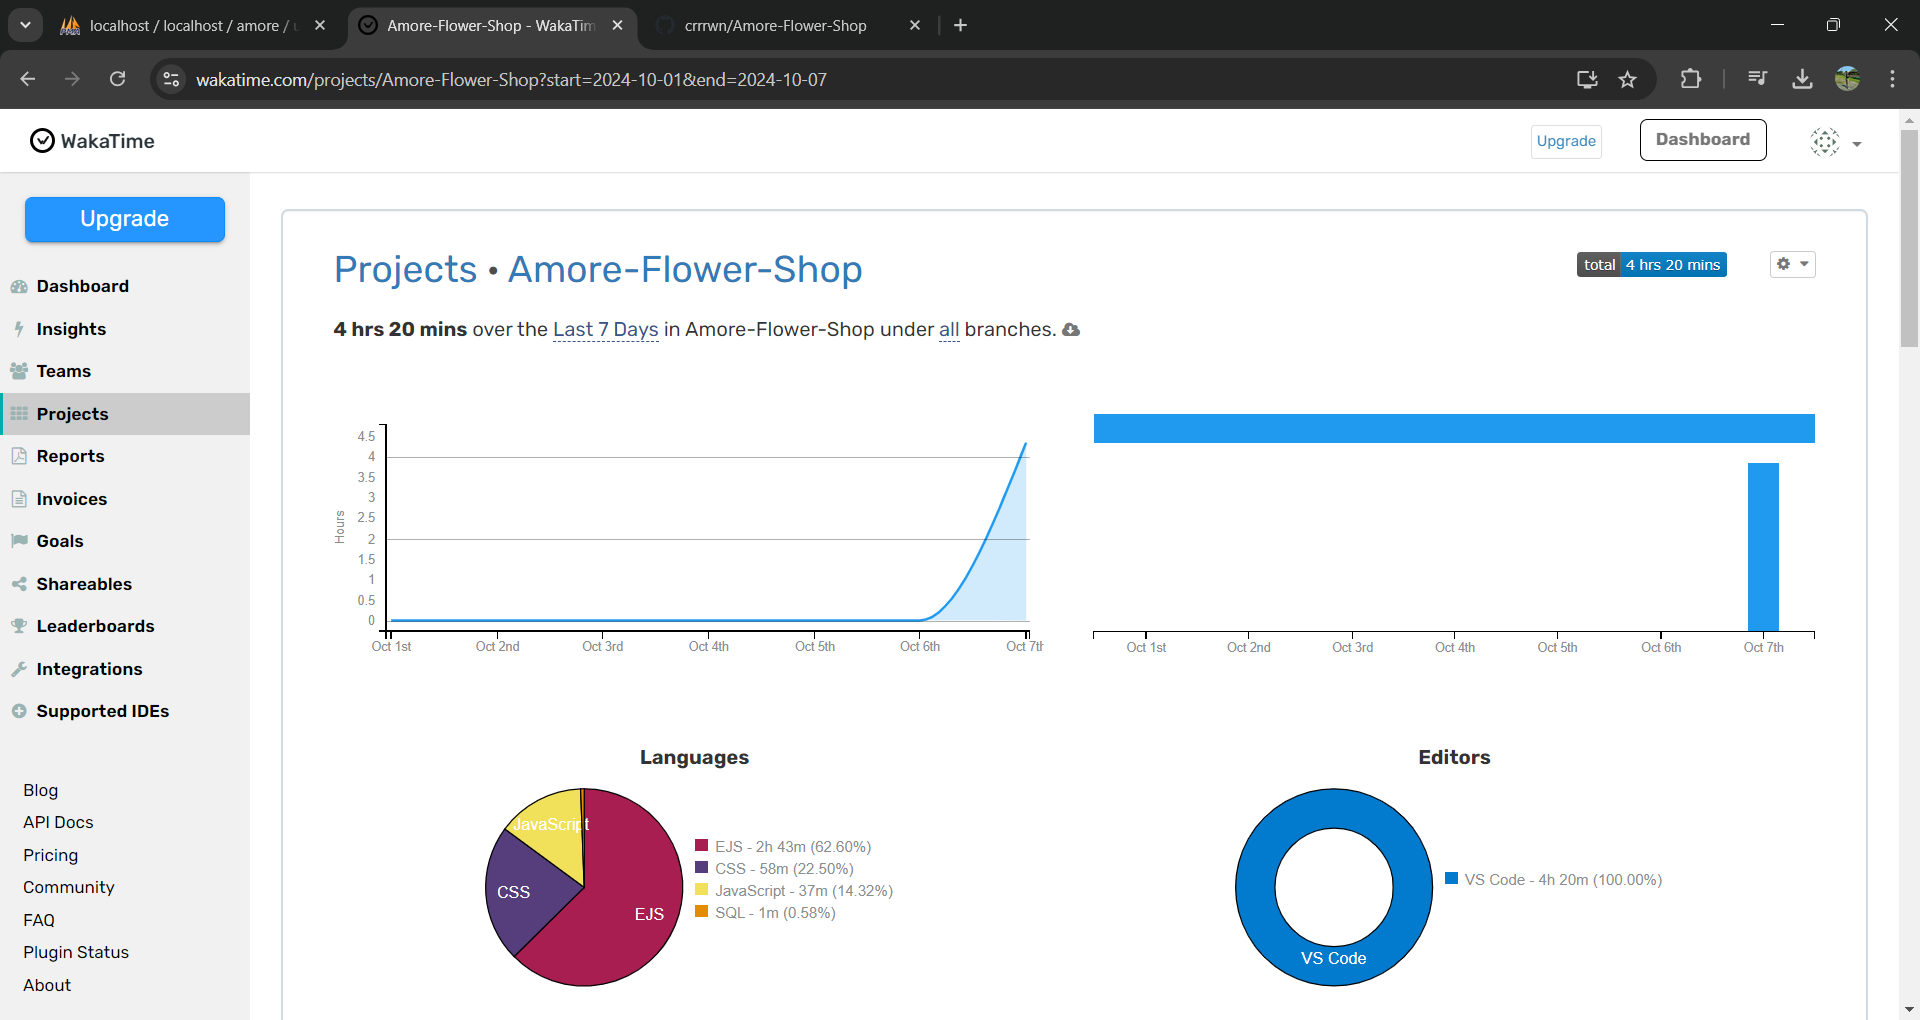 localhost / localhost / amore / u
Amore-Flower-Shop - WakaTim
crrrwn/Amore-Flower-Shop
wakatime.com/projects/Amore-Flower-Shop?start=2024-10-01&end=2024-10-07
WakaTime
Upgrade
Dashboard
Upgrade
Dashboard
Insights
Teams
Projects
Reports
Invoices
Goals
Shareables
Leaderboards
Integrations
Supported IDEs
Blog
API Docs
Pricing
Community
FAQ
Plugin Status
About
Projects • Amore-Flower-Shop
total 4 hrs 20 mins
4 hrs 20 mins over the Last 7 Days in Amore-Flower-Shop under all branches.
Hours
4.5
4
3.5
3
2.5
2
1.5
1
0.5
0
Oct 1st Oct 2nd Oct 3rd Oct 4th Oct 5th Oct 6th Oct 7th
Oct 1st Oct 2nd Oct 3rd Oct 4th Oct 5th Oct 6th Oct 7th
Languages
JavaScript
CSS
EJS
EJS - 2h 43m (62.60%)
CSS - 58m (22.50%)
JavaScript - 37m (14.32%)
SQL - 1m (0.58%)
Editors
VS Code
VS Code - 4h 20m (100.00%)